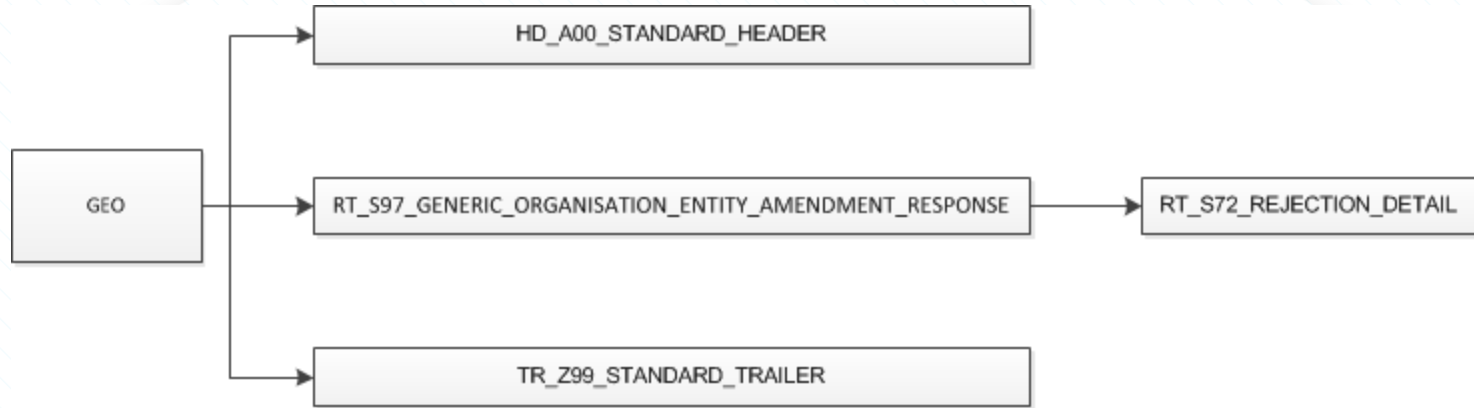 HD_A00_STANDARD_HEADER
GEO
RT_S97_GENERIC_ORGANISATION_ENTITY_AMENDMENT_RESPONSE
RT_S72_REJECTION_DETAIL
TR_Z99_STANDARD_TRAILER